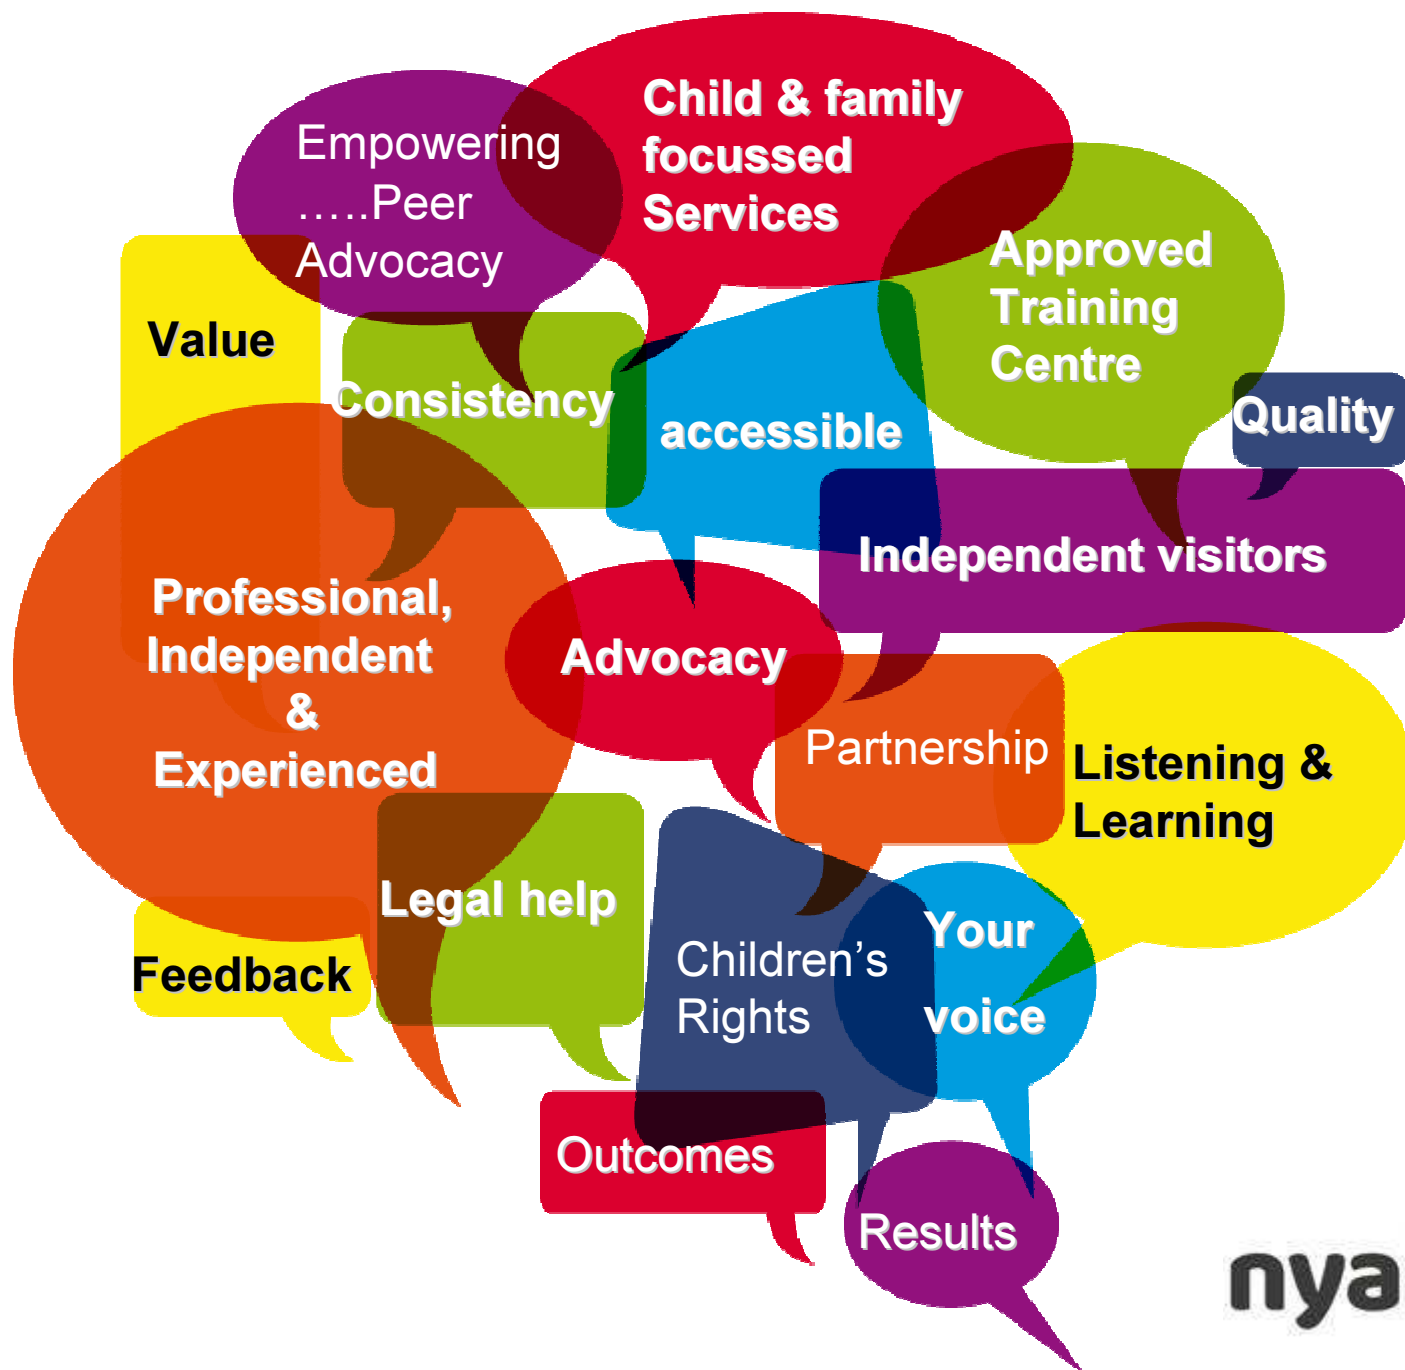 Child & family
focussed
Services
Empowering
.....Peer
Advocacy
Approved
Training
Centre
Value
Consistency
accessible
Quality
Independent visitors
Professional,
Independent
&
Experienced
Advocacy
Partnership
Listening &
Learning
Legal help
Your
voice
Feedback
Children’s
Rights
Outcomes
Results
nya